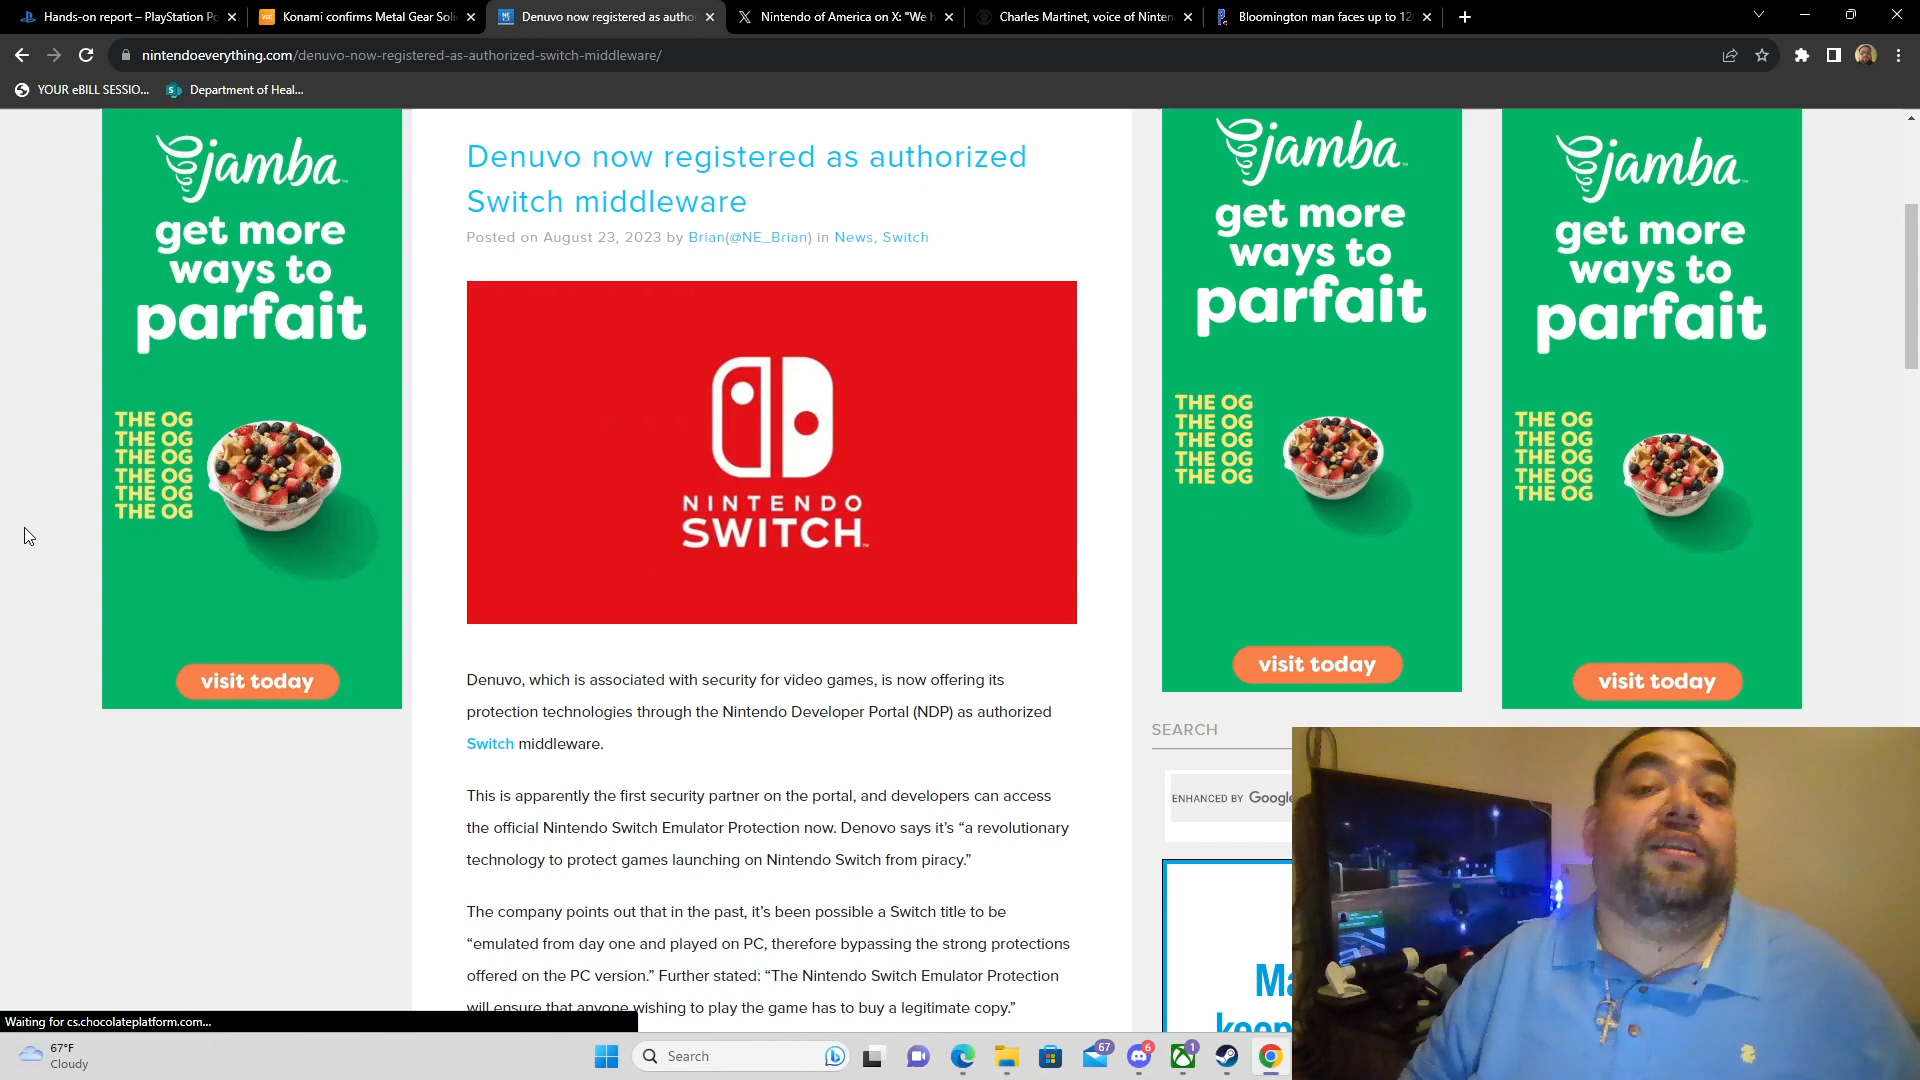 Hands-on report – PlayStation Po
Konami confirms Metal Gear Soli
Denuvo now registered as autho
Nintendo of America on X: "We h
Charles Martinet, voice of Ninten
Bloomington man faces up to 12
nintendoeverything.com/denuvo-now-registered-as-authorized-switch-middleware/
YOUR eBILL SESSIO...
Department of Heal...
Denuvo now registered as authorized
Switch middleware
Posted on August 23, 2023 by Brian(@NE_Brian) in News, Switch
NINTENDO
SWITCH™
Denuvo, which is associated with security for video games, is now offering its
protection technologies through the Nintendo Developer Portal (NDP) as authorized
Switch middleware.
This is apparently the first security partner on the portal, and developers can access
the official Nintendo Switch Emulator Protection now. Denovo says it's “a revolutionary
technology to protect games launching on Nintendo Switch from piracy.”
The company points out that in the past, it's been possible a Switch title to be
“emulated from day one and played on PC, therefore bypassing the strong protections
offered on the PC version.” Further stated: “The Nintendo Switch Emulator Protection
will ensure that anyone wishing to play the game has to buy a legitimate copy.”
jamba™
get more
ways to
parfait
THE OG
THE OG
THE OG
THE OG
THE OG
THE OG
visit today
jamba™
get more
ways to
parfait
THE OG
THE OG
THE OG
THE OG
THE OG
visit today
jamba™
get more
ways to
parfait
THE OG
THE OG
THE OG
THE OG
THE OG
visit today
SEARCH
ENHANCED BY Google
Ma
keep
Waiting for cs.chocolateplatform.com...
67°F
Cloudy
Search
67
6
1